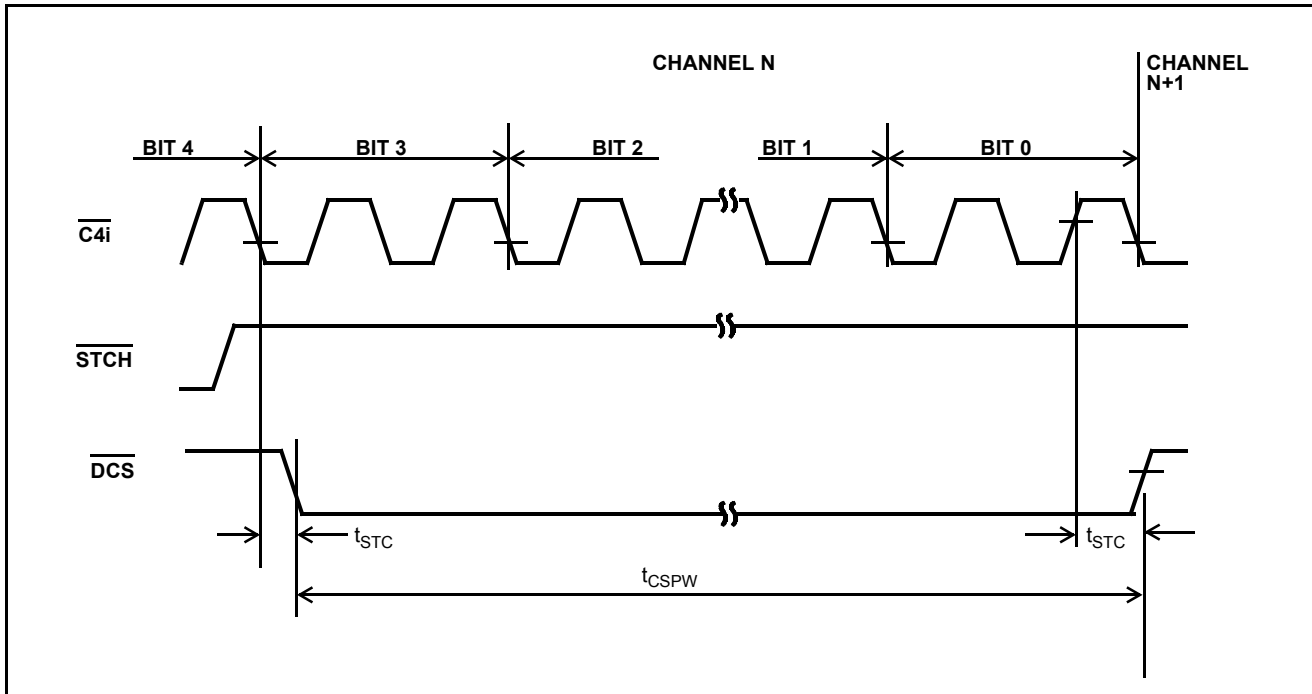 CHANNEL N
CHANNEL
N+1
BIT 4
BIT 3
BIT 2
BIT 1
BIT 0
C4i
STCH
DCS
tSTC
tSTC
tCSPW